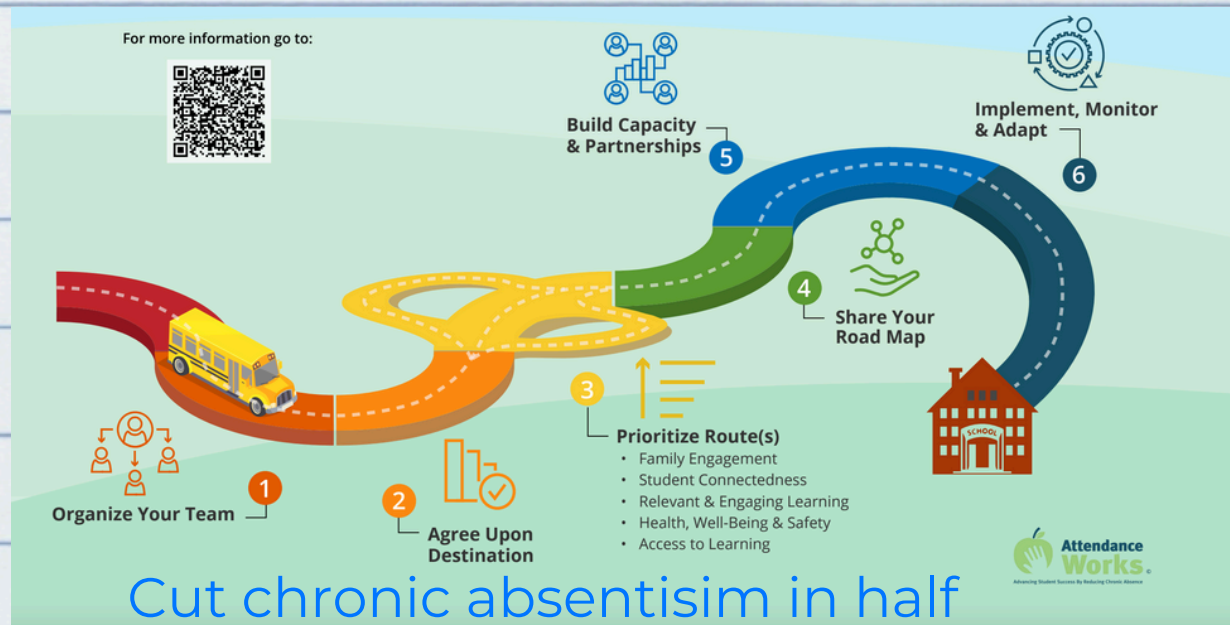 For more information go to:
Build Capacity
& Partnerships
5
Implement, Monitor
& Adapt
6
4
Share Your
Road Map
3
Prioritize Route(s)
• Family Engagement
• Student Connectedness
• Relevant & Engaging Learning
• Health, Well-Being & Safety
• Access to Learning
SCHOOL
1
Organize Your Team
2
Agree Upon
Destination
Attendance
Works
Advancing Student Success By Reducing Chronic Absence
Cut chronic absentisim in half